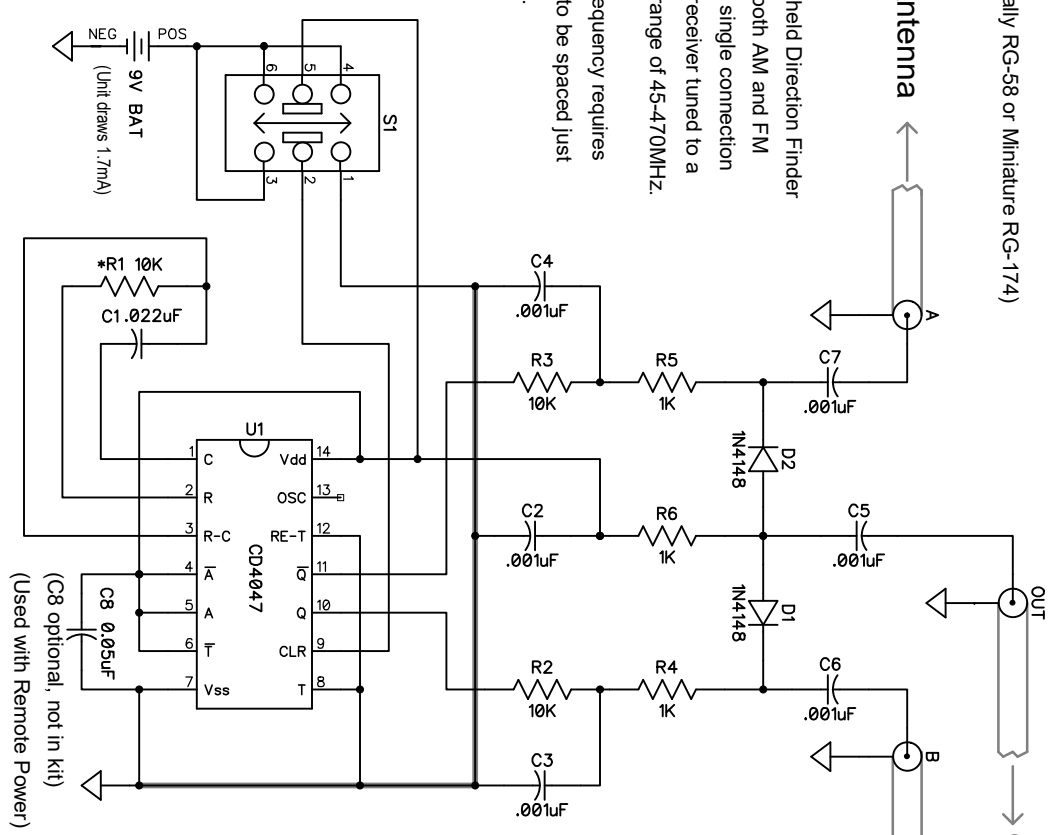 ally RG-58 or Miniature RG-174)
ntenna
held Direction Finder
ooth AM and FM
single connection
receiver tuned to a
range of 45-470MHz.
equency requires
to be spaced just
.
NEG
POS
9V BAT
(Unit draws 1.7mA)
6
5
4
S1
3
2
1
*R1 10K
C1 .022uF
C4
.001uF
R3
10K
R5
1K
C7
.001uF
A
D2
1N4148
U1
1 C
2 R
3 R-C
4 A̅
5 A
6 T̅
7 Vss
Vdd 14
OSC 13
RE-T 12
Q̅ 11
Q 10
CLR 9
T 8
CD4047
C2
.001uF
R6
1K
C5
.001uF
OUT
D1
1N4148
C8 0.05uF
(C8 optional, not in kit)
(Used with Remote Power)
R2
10K
R4
1K
C6
.001uF
B
C3
.001uF